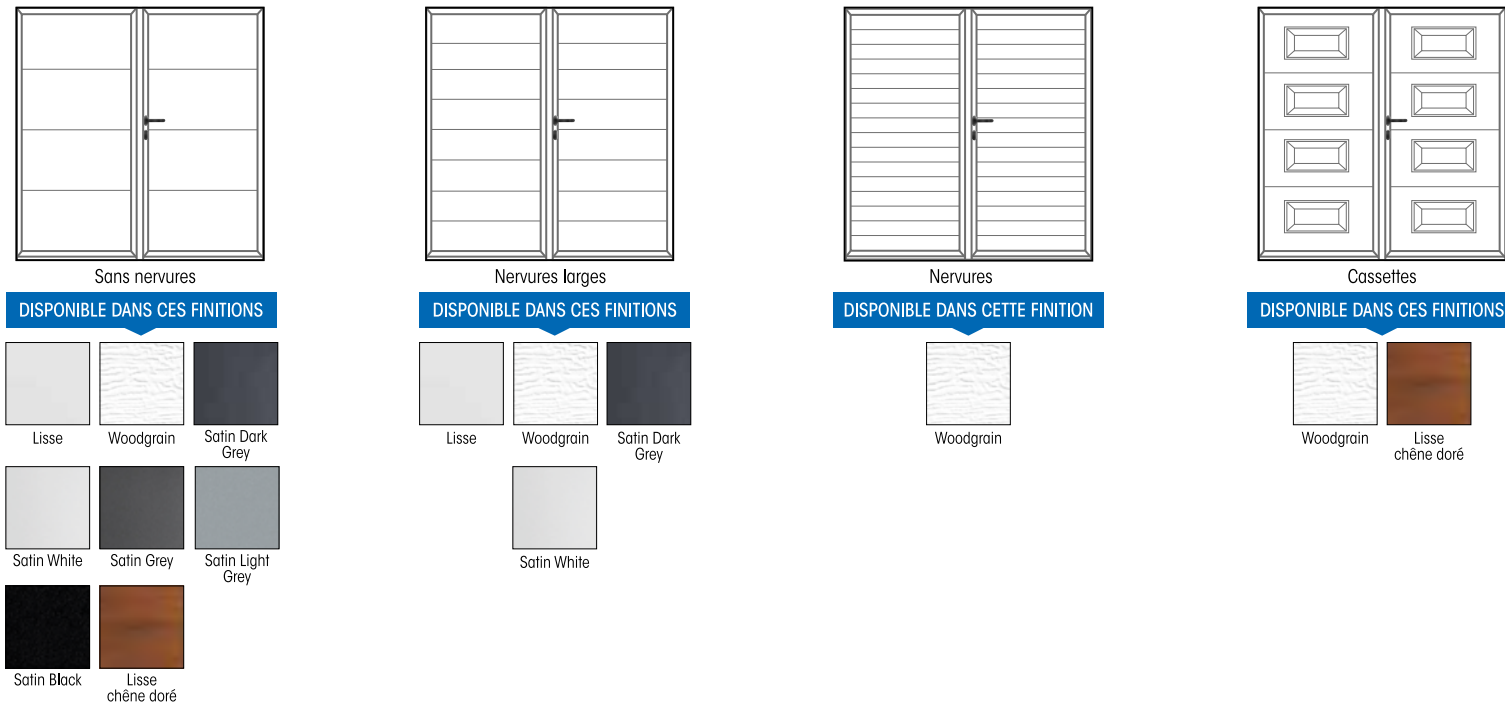 Sans nervures
DISPONIBLE DANS CES FINITIONS
Lisse
Woodgrain
Satin Dark
Grey
Satin White
Satin Grey
Satin Light
Grey
Satin Black
Lisse
chêne doré
Nervures larges
DISPONIBLE DANS CES FINITIONS
Lisse
Woodgrain
Satin Dark
Grey
Satin White
Nervures
DISPONIBLE DANS CETTE FINITION
Woodgrain
Cassettes
DISPONIBLE DANS CES FINITIONS
Woodgrain
Lisse
chêne doré